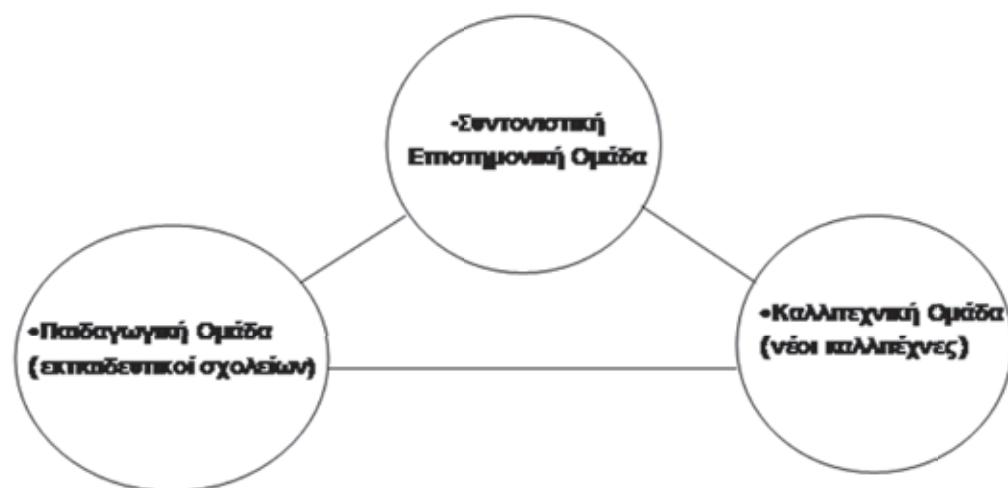 -Συντονιστική
Επιστημονική Ομάδα
•Παιδαγωγική Ομάδα
(εκπαιδευτικοί σχολείων)
•Καλλιτεχνική Ομάδα
(νέοι καλλιτέχνες)